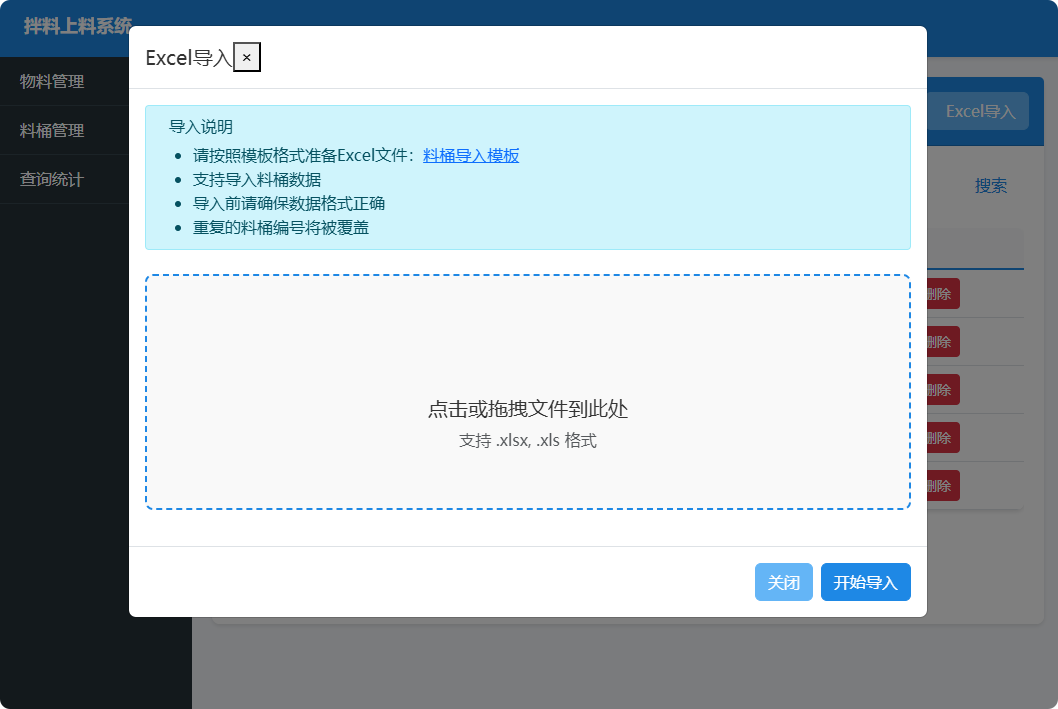 拌料上料系统
物料管理
料桶管理
查询统计
Excel导入
搜索
删除
删除
删除
删除
删除
Excel导入 ×
导入说明
请按照模板格式准备Excel文件：料桶导入模板
支持导入料桶数据
导入前请确保数据格式正确
重复的料桶编号将被覆盖
点击或拖拽文件到此处
支持 .xlsx, .xls 格式
关闭 开始导入